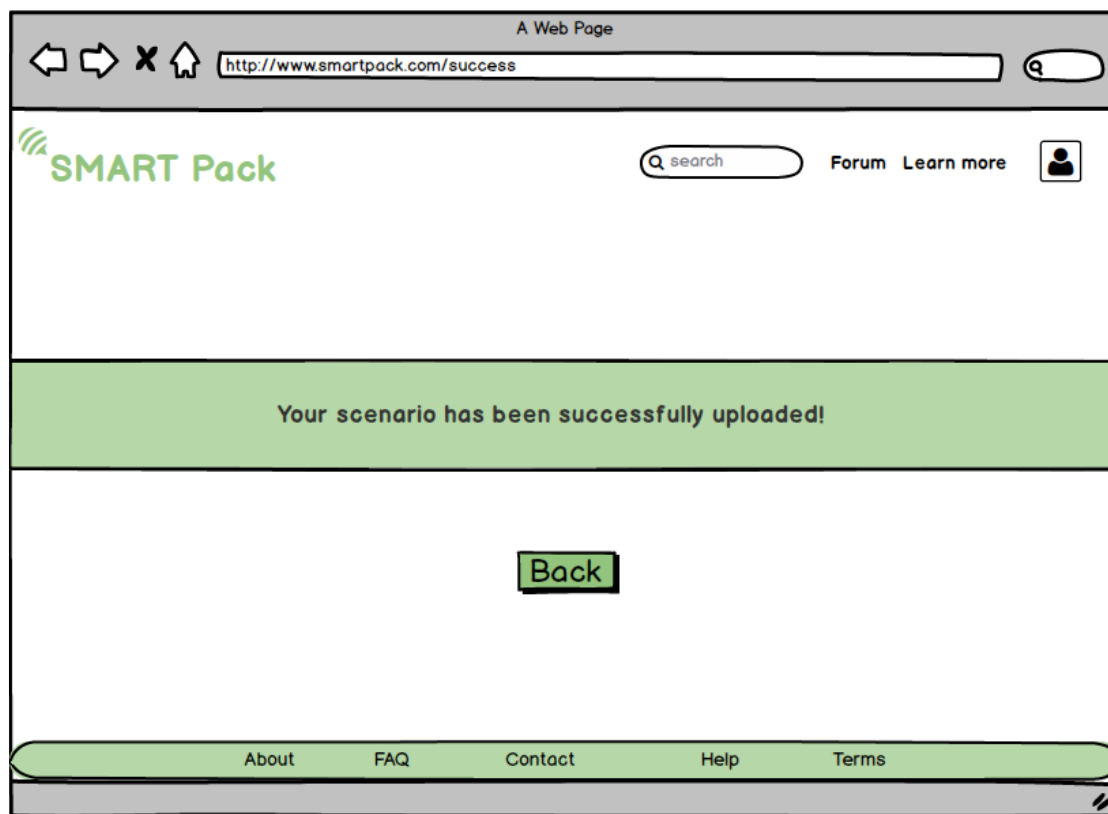 A Web Page
http://www.smartpack.com/success
SMART Pack
search
Forum Learn more
Your scenario has been successfully uploaded!
Back
About FAQ Contact Help Terms